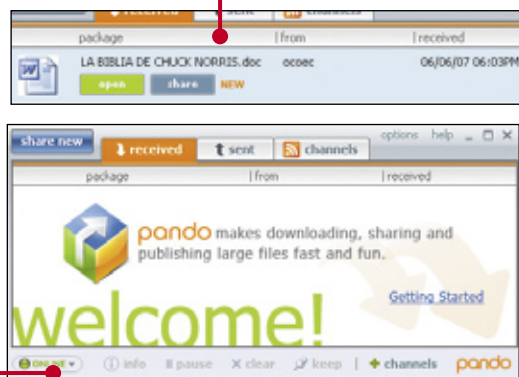 received sent channels
package from received
LA BIBLIA DE CHUCK NORRIS.doc ocoec 06/06/07 06:03PM
open share NEW
share new received sent channels options help
package from received
pando makes downloading, sharing and
publishing large files fast and fun.
Getting Started
welcome!
ONLINE info pause clear keep channels pando